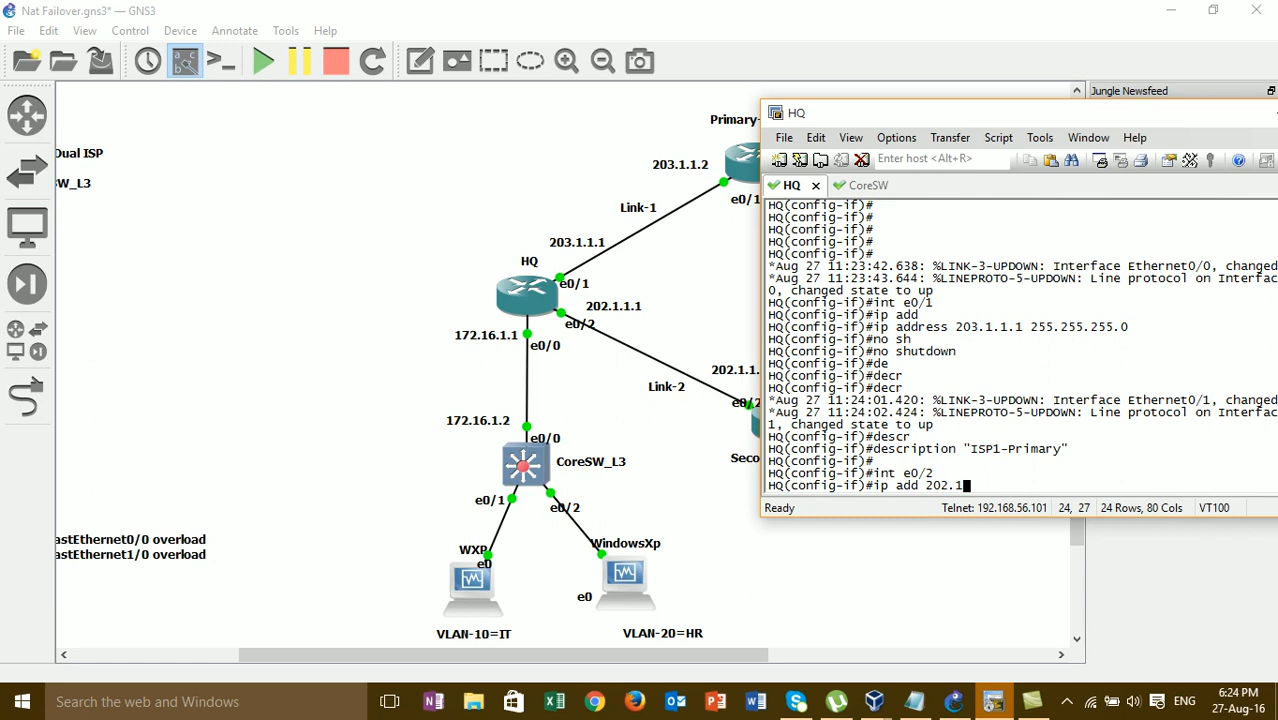 Nat Failover.gns3* — GNS3
File Edit View Control Device Annotate Tools Help
Jungle Newsfeed
Dual ISP
SW_L3
Primary-
203.1.1.2
e0/1
Link-1
203.1.1.1
HQ
e0/1
202.1.1.1
e0/2
172.16.1.1
e0/0
202.1.1.
Link-2
e0/2
172.16.1.2
e0/0
Seco
CoreSW_L3
e0/1
e0/2
astEthernet0/0 overload
astEthernet1/0 overload
WXP
e0
WindowsXp
e0
VLAN-10=IT
VLAN-20=HR
HQ
File Edit View Options Transfer Script Tools Window Help
Enter host <Alt+R>
HQ CoreSW
HQ(config-if)#
HQ(config-if)#
HQ(config-if)#
HQ(config-if)#
HQ(config-if)#
*Aug 27 11:23:42.638: %LINK-3-UPDOWN: Interface Ethernet0/0, changed
*Aug 27 11:23:43.644: %LINEPROTO-5-UPDOWN: Line protocol on Interfac
0, changed state to up
HQ(config-if)#int e0/1
HQ(config-if)#ip add
HQ(config-if)#ip address 203.1.1.1 255.255.255.0
HQ(config-if)#no sh
HQ(config-if)#no shutdown
HQ(config-if)#de
HQ(config-if)#decr
HQ(config-if)#decr
*Aug 27 11:24:01.420: %LINK-3-UPDOWN: Interface Ethernet0/1, changed
*Aug 27 11:24:02.424: %LINEPROTO-5-UPDOWN: Line protocol on Interfac
1, changed state to up
HQ(config-if)#descr
HQ(config-if)#description "ISP1-Primary"
HQ(config-if)#
HQ(config-if)#int e0/2
HQ(config-if)#ip add 202.1
Ready Telnet: 192.168.56.101 24, 27 24 Rows, 80 Cols VT100
Search the web and Windows
ENG
6:24 PM
27-Aug-16